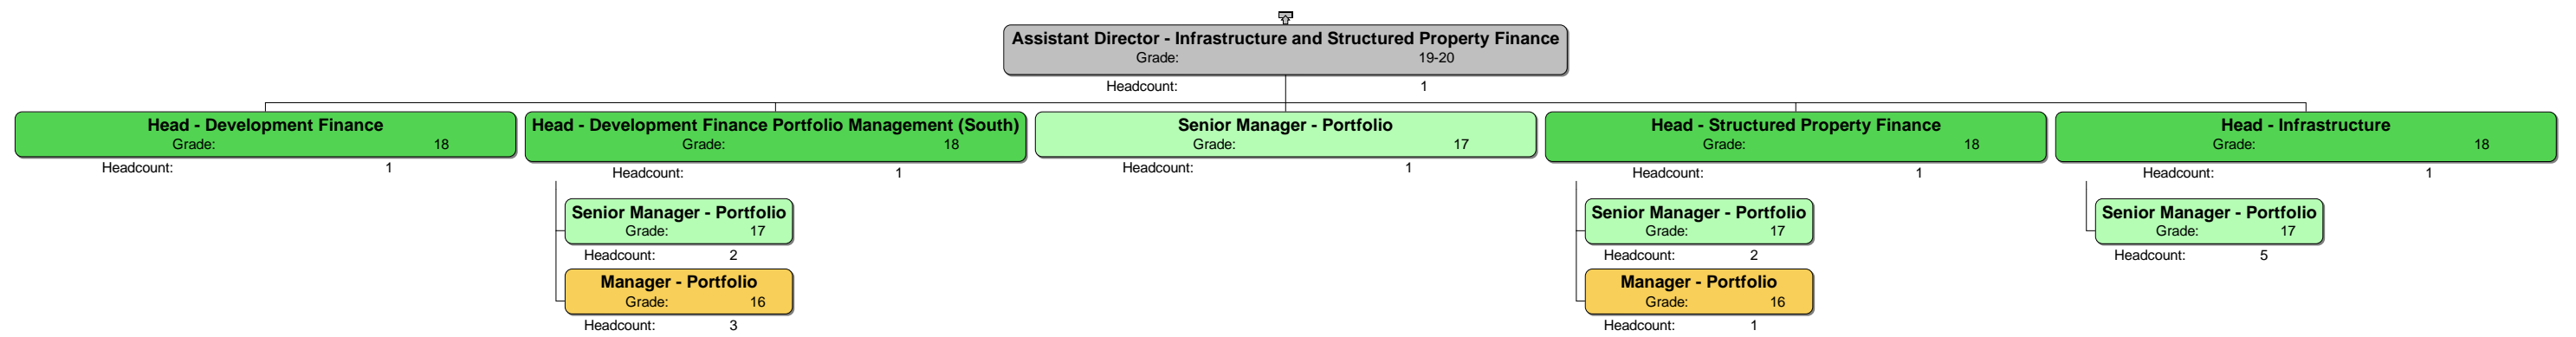 Assistant Director - Infrastructure and Structured Property Finance
Grade: 19-20
Headcount: 1
Head - Development Finance
Grade: 18
Headcount: 1
Head - Development Finance Portfolio Management (South)
Grade: 18
Headcount: 1
Senior Manager - Portfolio
Grade: 17
Headcount: 2
Manager - Portfolio
Grade: 16
Headcount: 3
Senior Manager - Portfolio
Grade: 17
Headcount: 1
Head - Structured Property Finance
Grade: 18
Headcount: 1
Senior Manager - Portfolio
Grade: 17
Headcount: 2
Manager - Portfolio
Grade: 16
Headcount: 1
Head - Infrastructure
Grade: 18
Headcount: 1
Senior Manager - Portfolio
Grade: 17
Headcount: 5